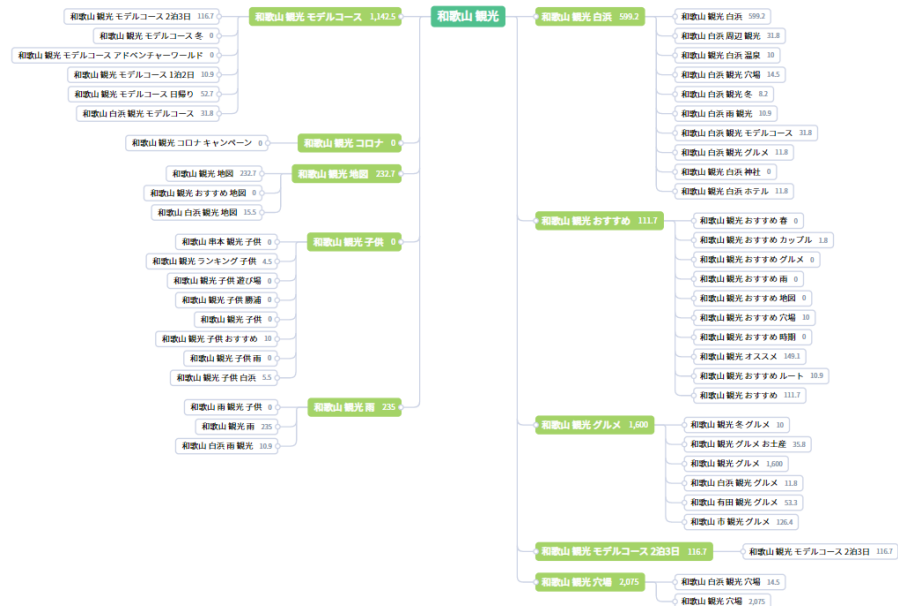 和歌山 観光
和歌山 観光 モデルコース 1,142.5
和歌山 観光 モデルコース 2泊3日 116.7
和歌山 観光 モデルコース 冬 0
和歌山 観光 モデルコース アドベンチャーワールド 0
和歌山 観光 モデルコース 1泊2日 10.9
和歌山 観光 モデルコース 日帰り 52.7
和歌山 白浜 観光 モデルコース 31.8
和歌山 観光 コロナ 0
和歌山 観光 コロナ キャンペーン 0
和歌山 観光 地図 232.7
和歌山 観光 地図 232.7
和歌山 観光 おすすめ 地図 0
和歌山 白浜 観光 地図 15.5
和歌山 観光 子供 0
和歌山 串本 観光 子供 0
和歌山 観光 ランキング 子供 4.5
和歌山 観光 子供 遊び場 0
和歌山 観光 子供 勝浦 0
和歌山 観光 子供 0
和歌山 観光 子供 おすすめ 10
和歌山 観光 子供 雨 0
和歌山 観光 子供 白浜 5.5
和歌山 観光 雨 235
和歌山 雨 観光 子供 0
和歌山 観光 雨 235
和歌山 白浜 雨 観光 10.9
和歌山 観光 白浜 599.2
和歌山 観光 白浜 599.2
和歌山 白浜 周辺 観光 31.8
和歌山 観光 白浜 温泉 10
和歌山 白浜 観光 穴場 14.5
和歌山 白浜 観光 冬 8.2
和歌山 白浜 雨 観光 10.9
和歌山 白浜 観光 モデルコース 31.8
和歌山 白浜 観光 グルメ 11.8
和歌山 観光 白浜 神社 0
和歌山 観光 白浜 ホテル 11.8
和歌山 観光 おすすめ 111.7
和歌山 観光 おすすめ 春 0
和歌山 観光 おすすめ カップル 1.8
和歌山 観光 おすすめ グルメ 0
和歌山 観光 おすすめ 雨 0
和歌山 観光 おすすめ 地図 0
和歌山 観光 おすすめ 穴場 10
和歌山 観光 おすすめ 時期 0
和歌山 観光 オススメ 149.1
和歌山 観光 おすすめ ルート 10.9
和歌山 観光 おすすめ 111.7
和歌山 観光 グルメ 1,600
和歌山 観光 冬 グルメ 10
和歌山 観光 グルメ お土産 35.8
和歌山 観光 グルメ 1,600
和歌山 白浜 観光 グルメ 11.8
和歌山 有田 観光 グルメ 53.3
和歌山 市 観光 グルメ 126.4
和歌山 観光 モデルコース 2泊3日 116.7
和歌山 観光 モデルコース 2泊3日 116.7
和歌山 観光 穴場 2,075
和歌山 白浜 観光 穴場 14.5
和歌山 観光 穴場 2,075